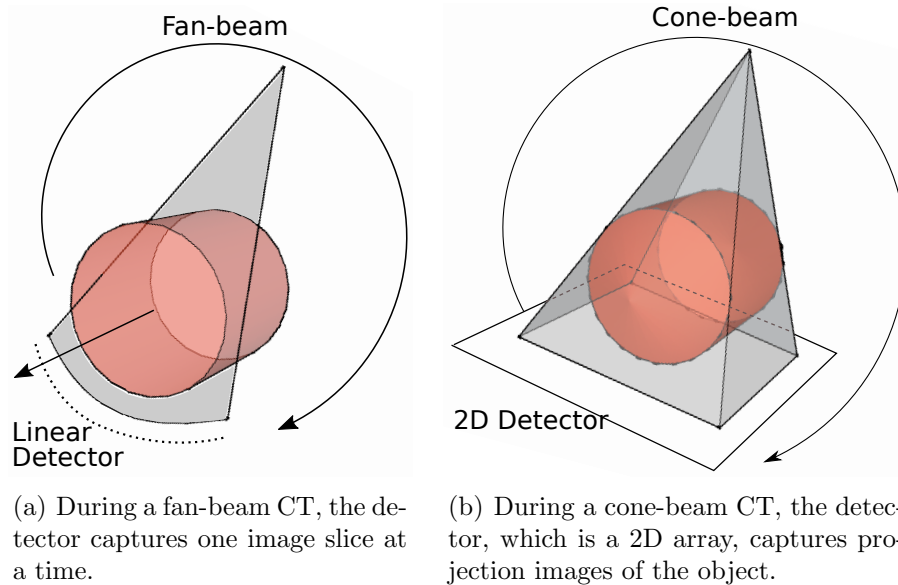 Fan-beam
Linear
Detector
(a) During a fan-beam CT, the de-
tector captures one image slice at
a time.
Cone-beam
2D Detector
(b) During a cone-beam CT, the detec-
tor, which is a 2D array, captures pro-
jection images of the object.